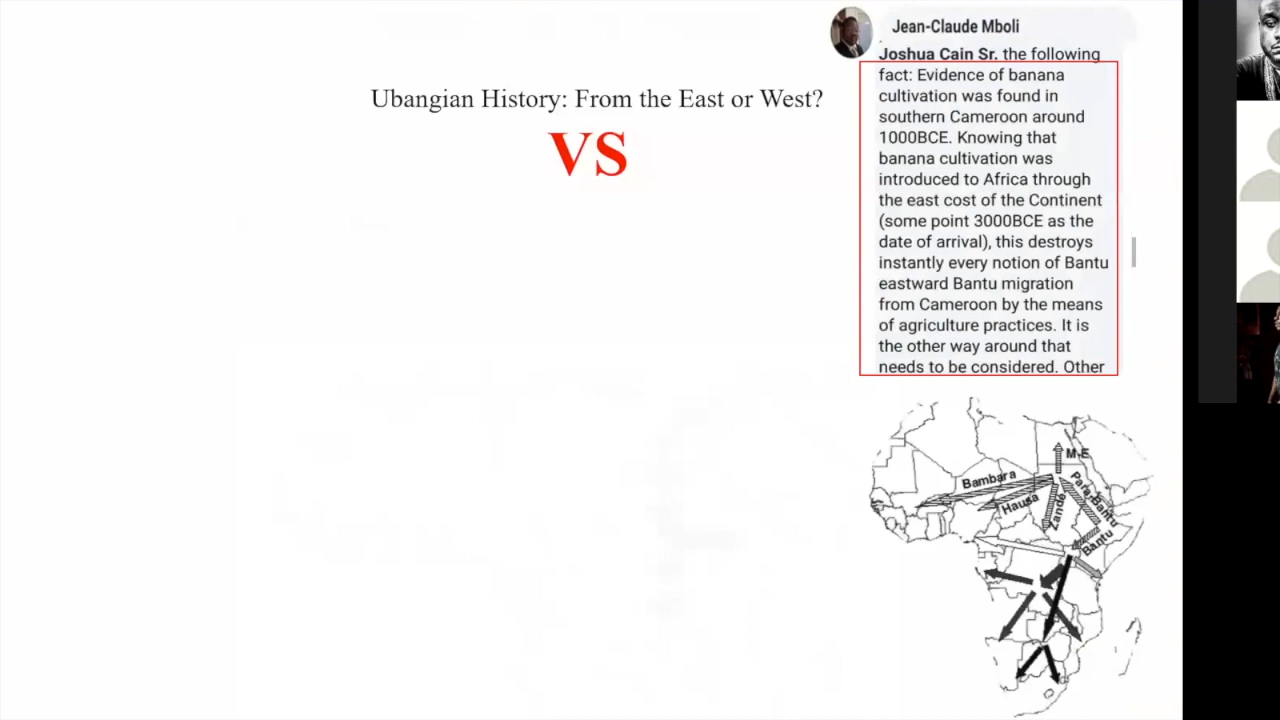 Ubangian History: From the East or West?
VS
Jean-Claude Mboli
Joshua Cain Sr. the following
fact: Evidence of banana
cultivation was found in
southern Cameroon around
1000BCE. Knowing that
banana cultivation was
introduced to Africa through
the east cost of the Continent
(some point 3000BCE as the
date of arrival), this destroys
instantly every notion of Bantu
eastward Bantu migration
from Cameroon by the means
of agriculture practices. It is
the other way around that
needs to be considered. Other
M-E
Bambara
Hausa
Zande
Para-Bantu
Bantu